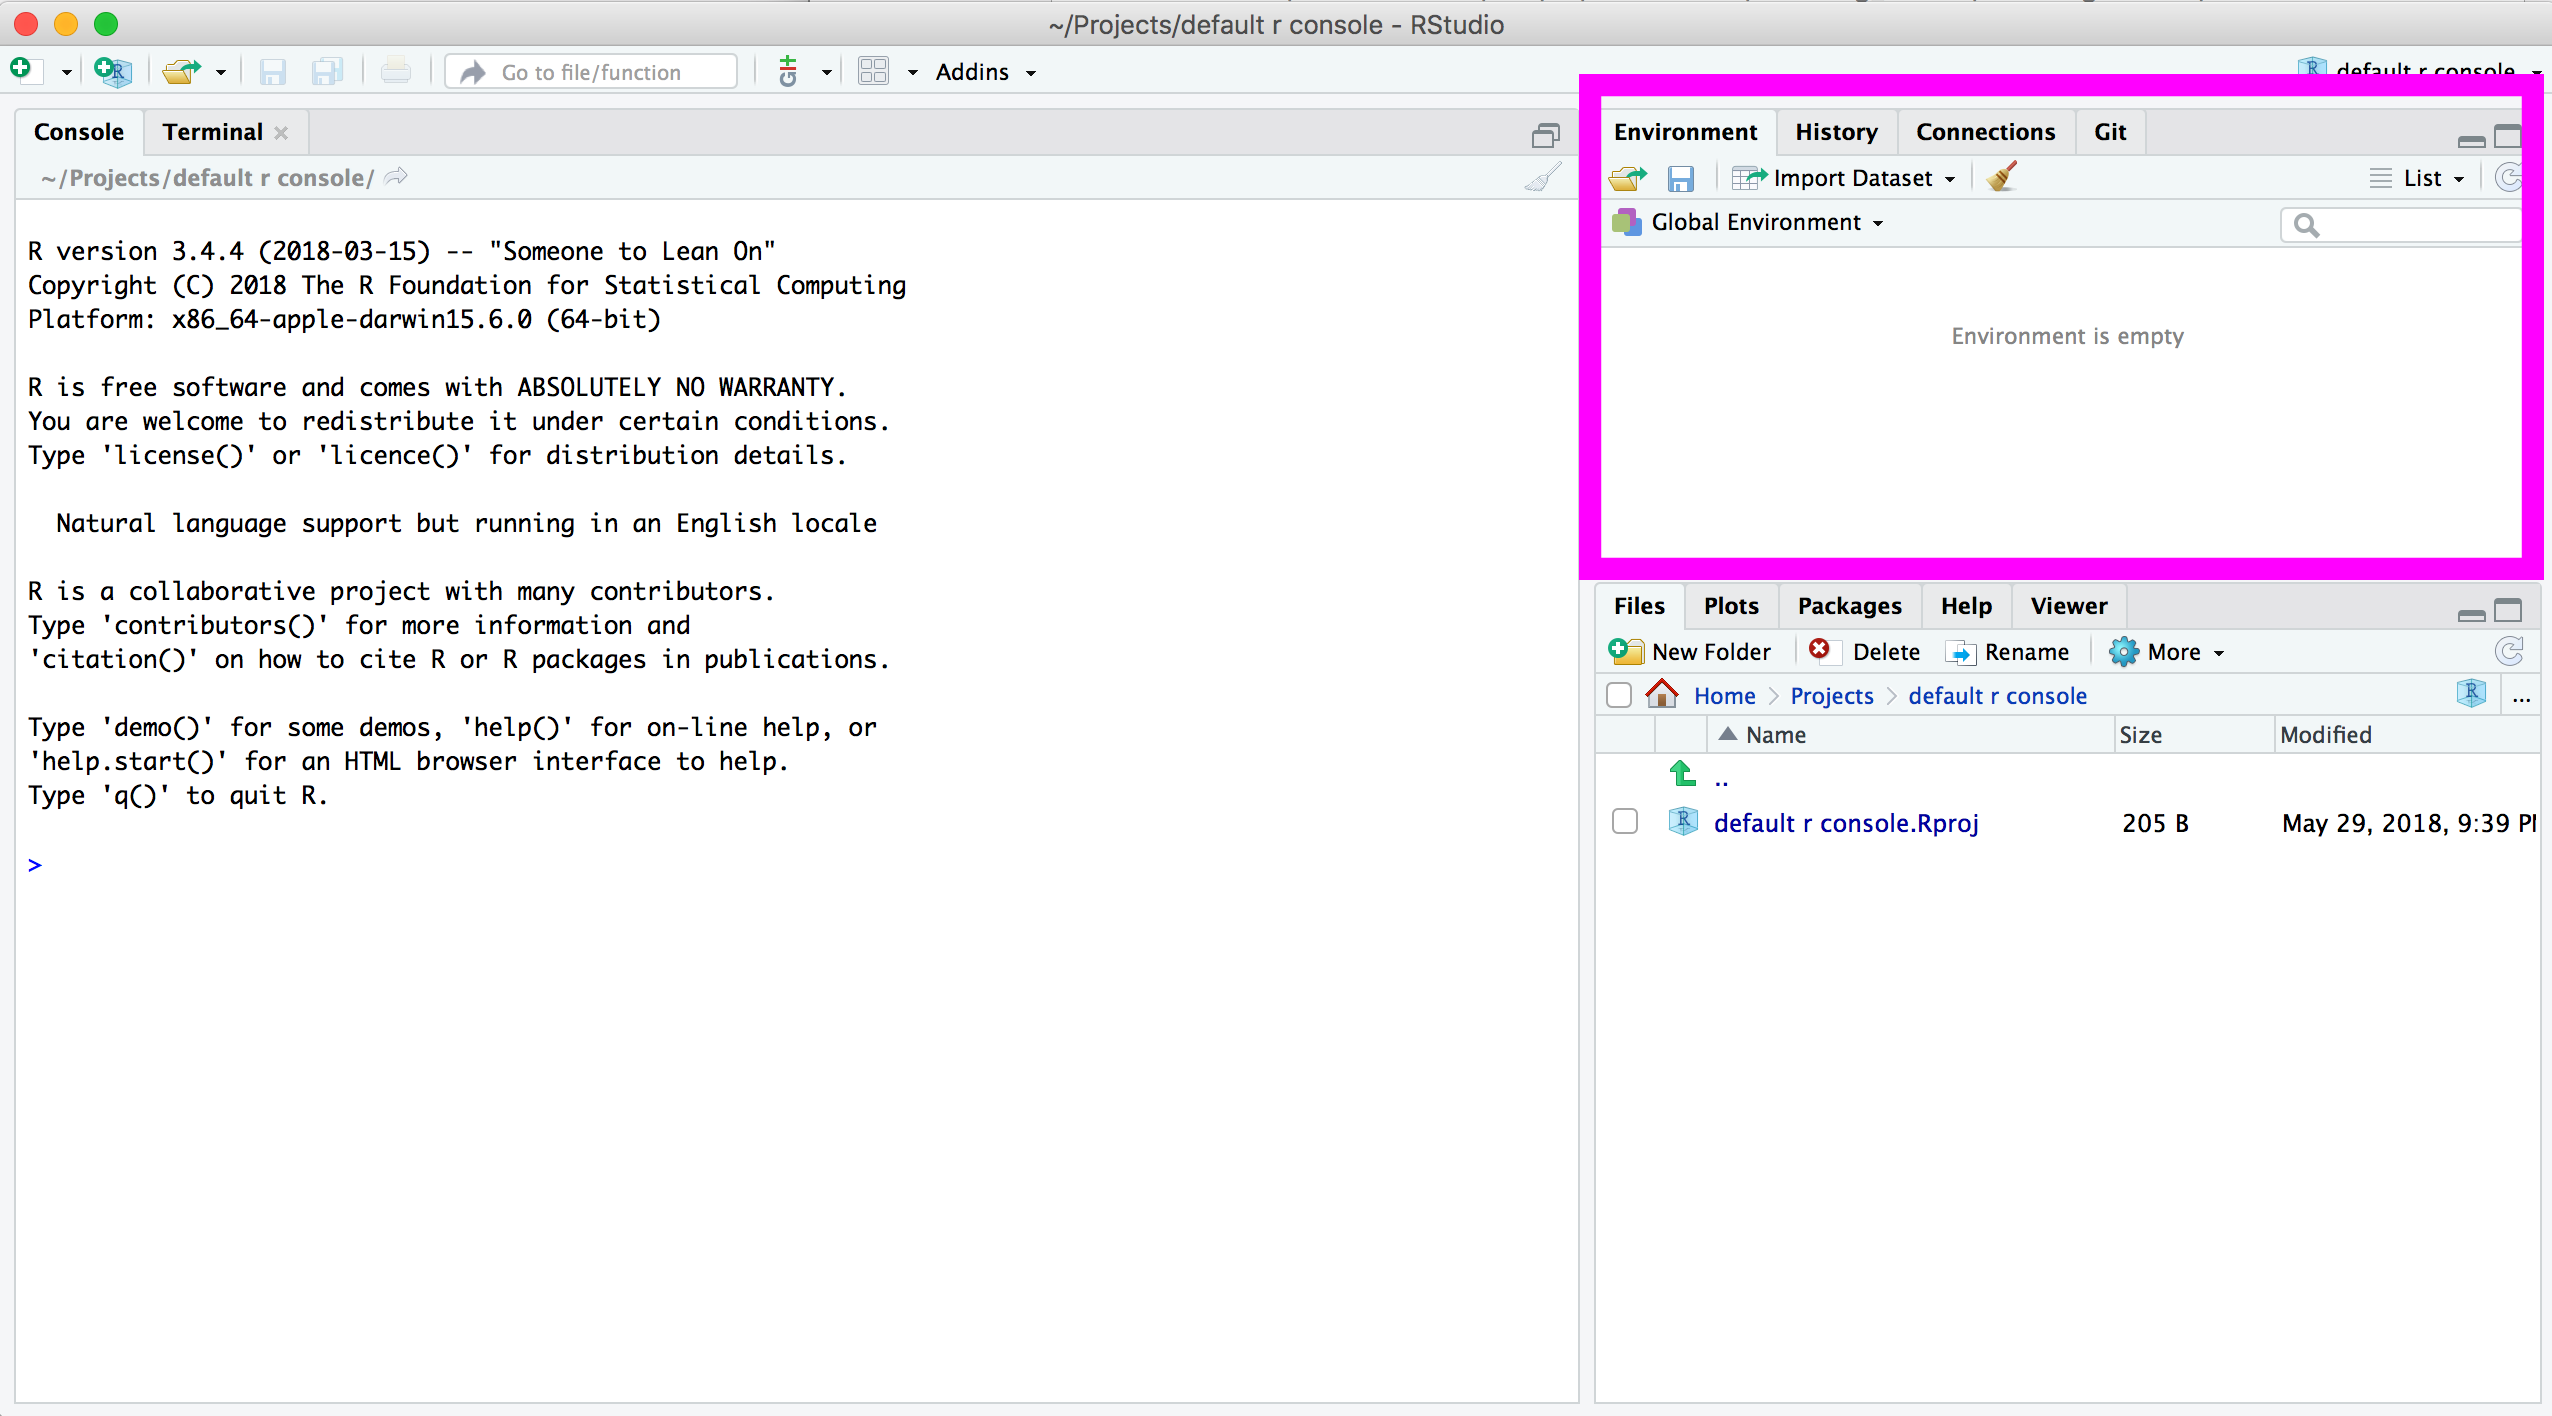 ~/Projects/default r console - RStudio
Go to file/function
Addins
default r console
Console Terminal
~/Projects/default r console/
R version 3.4.4 (2018-03-15) -- "Someone to Lean On"
Copyright (C) 2018 The R Foundation for Statistical Computing
Platform: x86_64-apple-darwin15.6.0 (64-bit)
R is free software and comes with ABSOLUTELY NO WARRANTY.
You are welcome to redistribute it under certain conditions.
Type 'license()' or 'licence()' for distribution details.
Natural language support but running in an English locale
R is a collaborative project with many contributors.
Type 'contributors()' for more information and
'citation()' on how to cite R or R packages in publications.
Type 'demo()' for some demos, 'help()' for on-line help, or
'help.start()' for an HTML browser interface to help.
Type 'q()' to quit R.
>
Environment History Connections Git
Import Dataset List
Global Environment
Environment is empty
Files Plots Packages Help Viewer
New Folder Delete Rename More
Home Projects default r console ...
Name Size Modified
..
default r console.Rproj 205 B May 29, 2018, 9:39